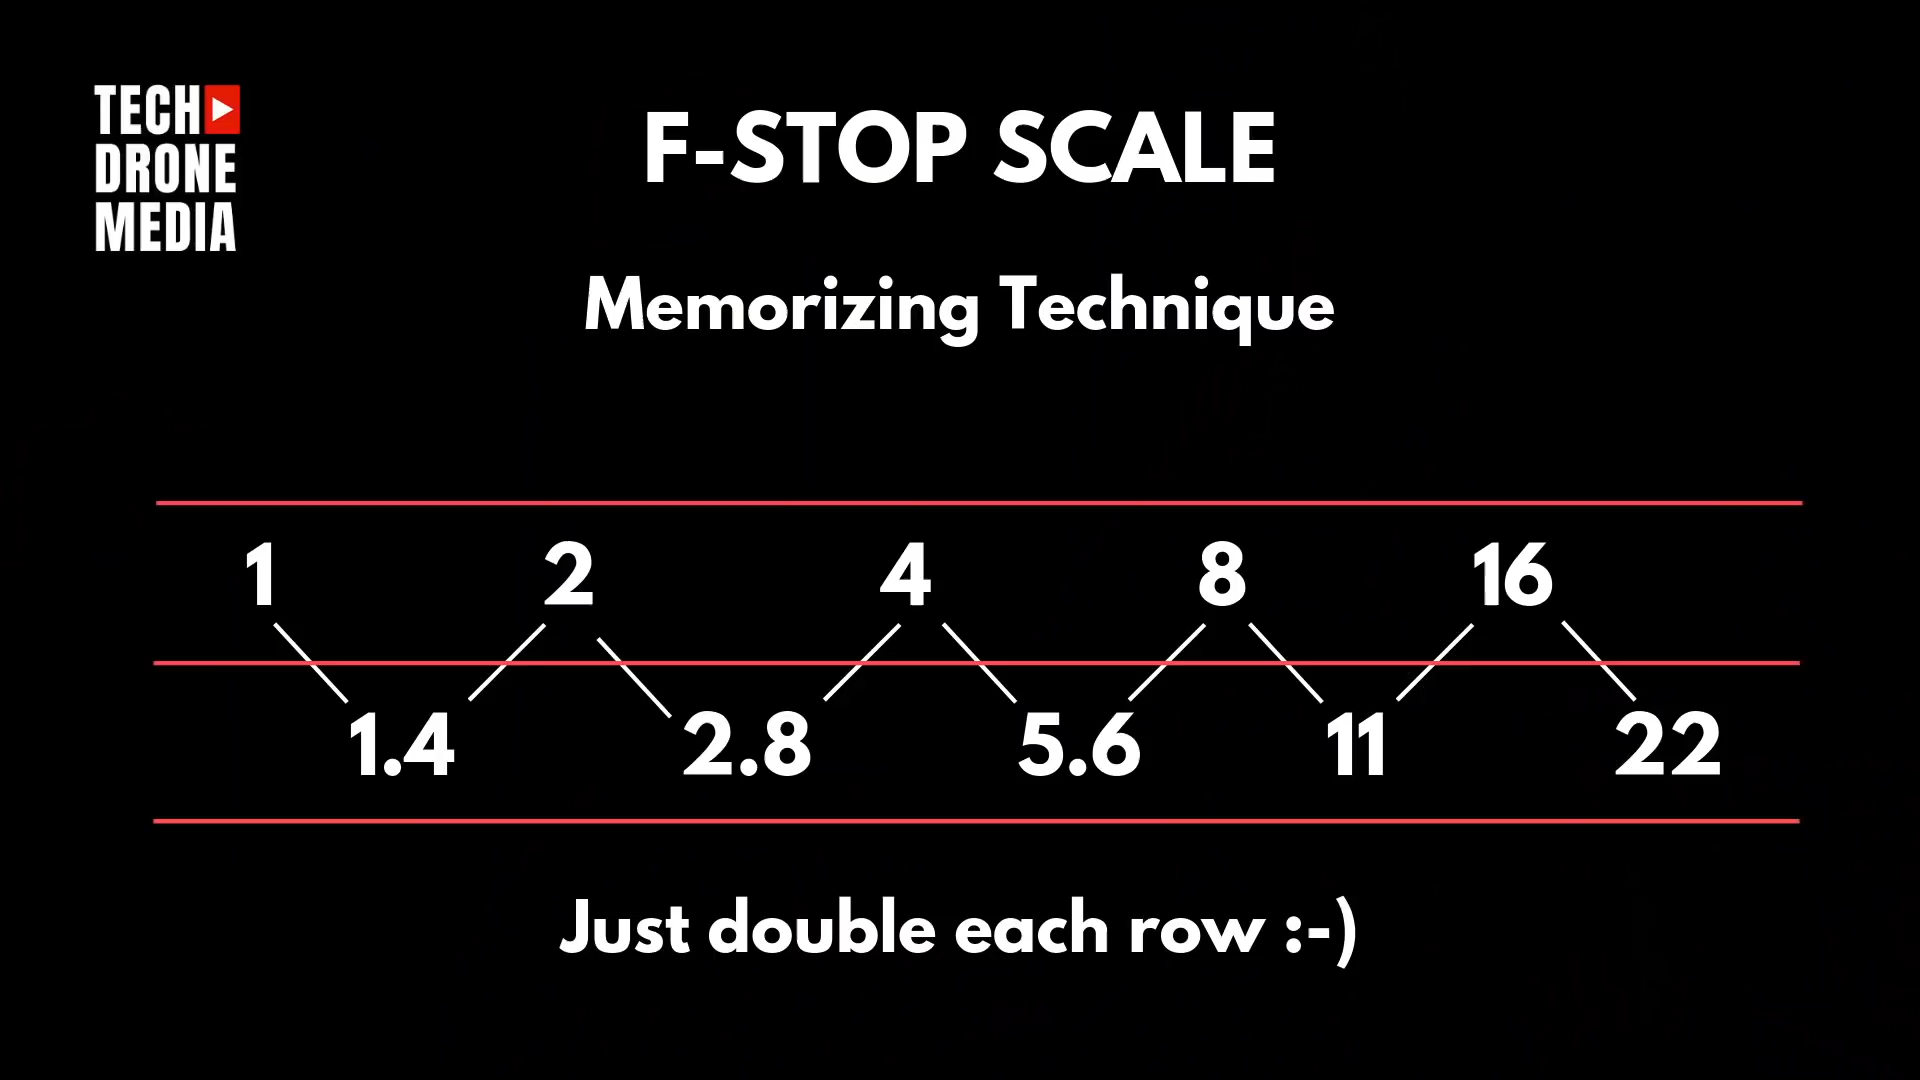 TECH
DRONE
MEDIA
F-STOP SCALE
Memorizing Technique
1 2 4 8 16
1.4 2.8 5.6 11 22
Just double each row :-)